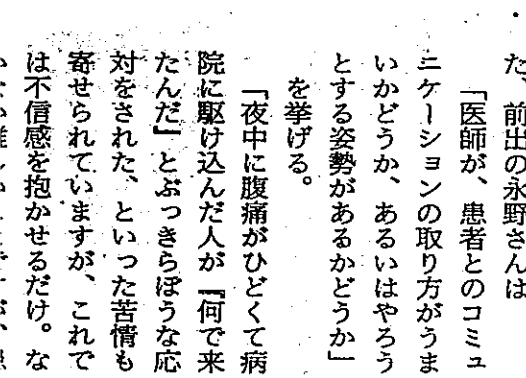 た、前出の永野さんは
「医師が、患者とのコミュ
ニケーションの取り方がうま
いかどうか、あるいはやろう
とする姿勢があるかどうか」
を挙げる。
「夜中に腹痛がひどくて病
院に駆け込んだ人が『何で来
たんだ』とぶっきらぼうな応
対をされた、といった苦情も
寄せられていますが、これで
は不信感を抱かせるだけ。な